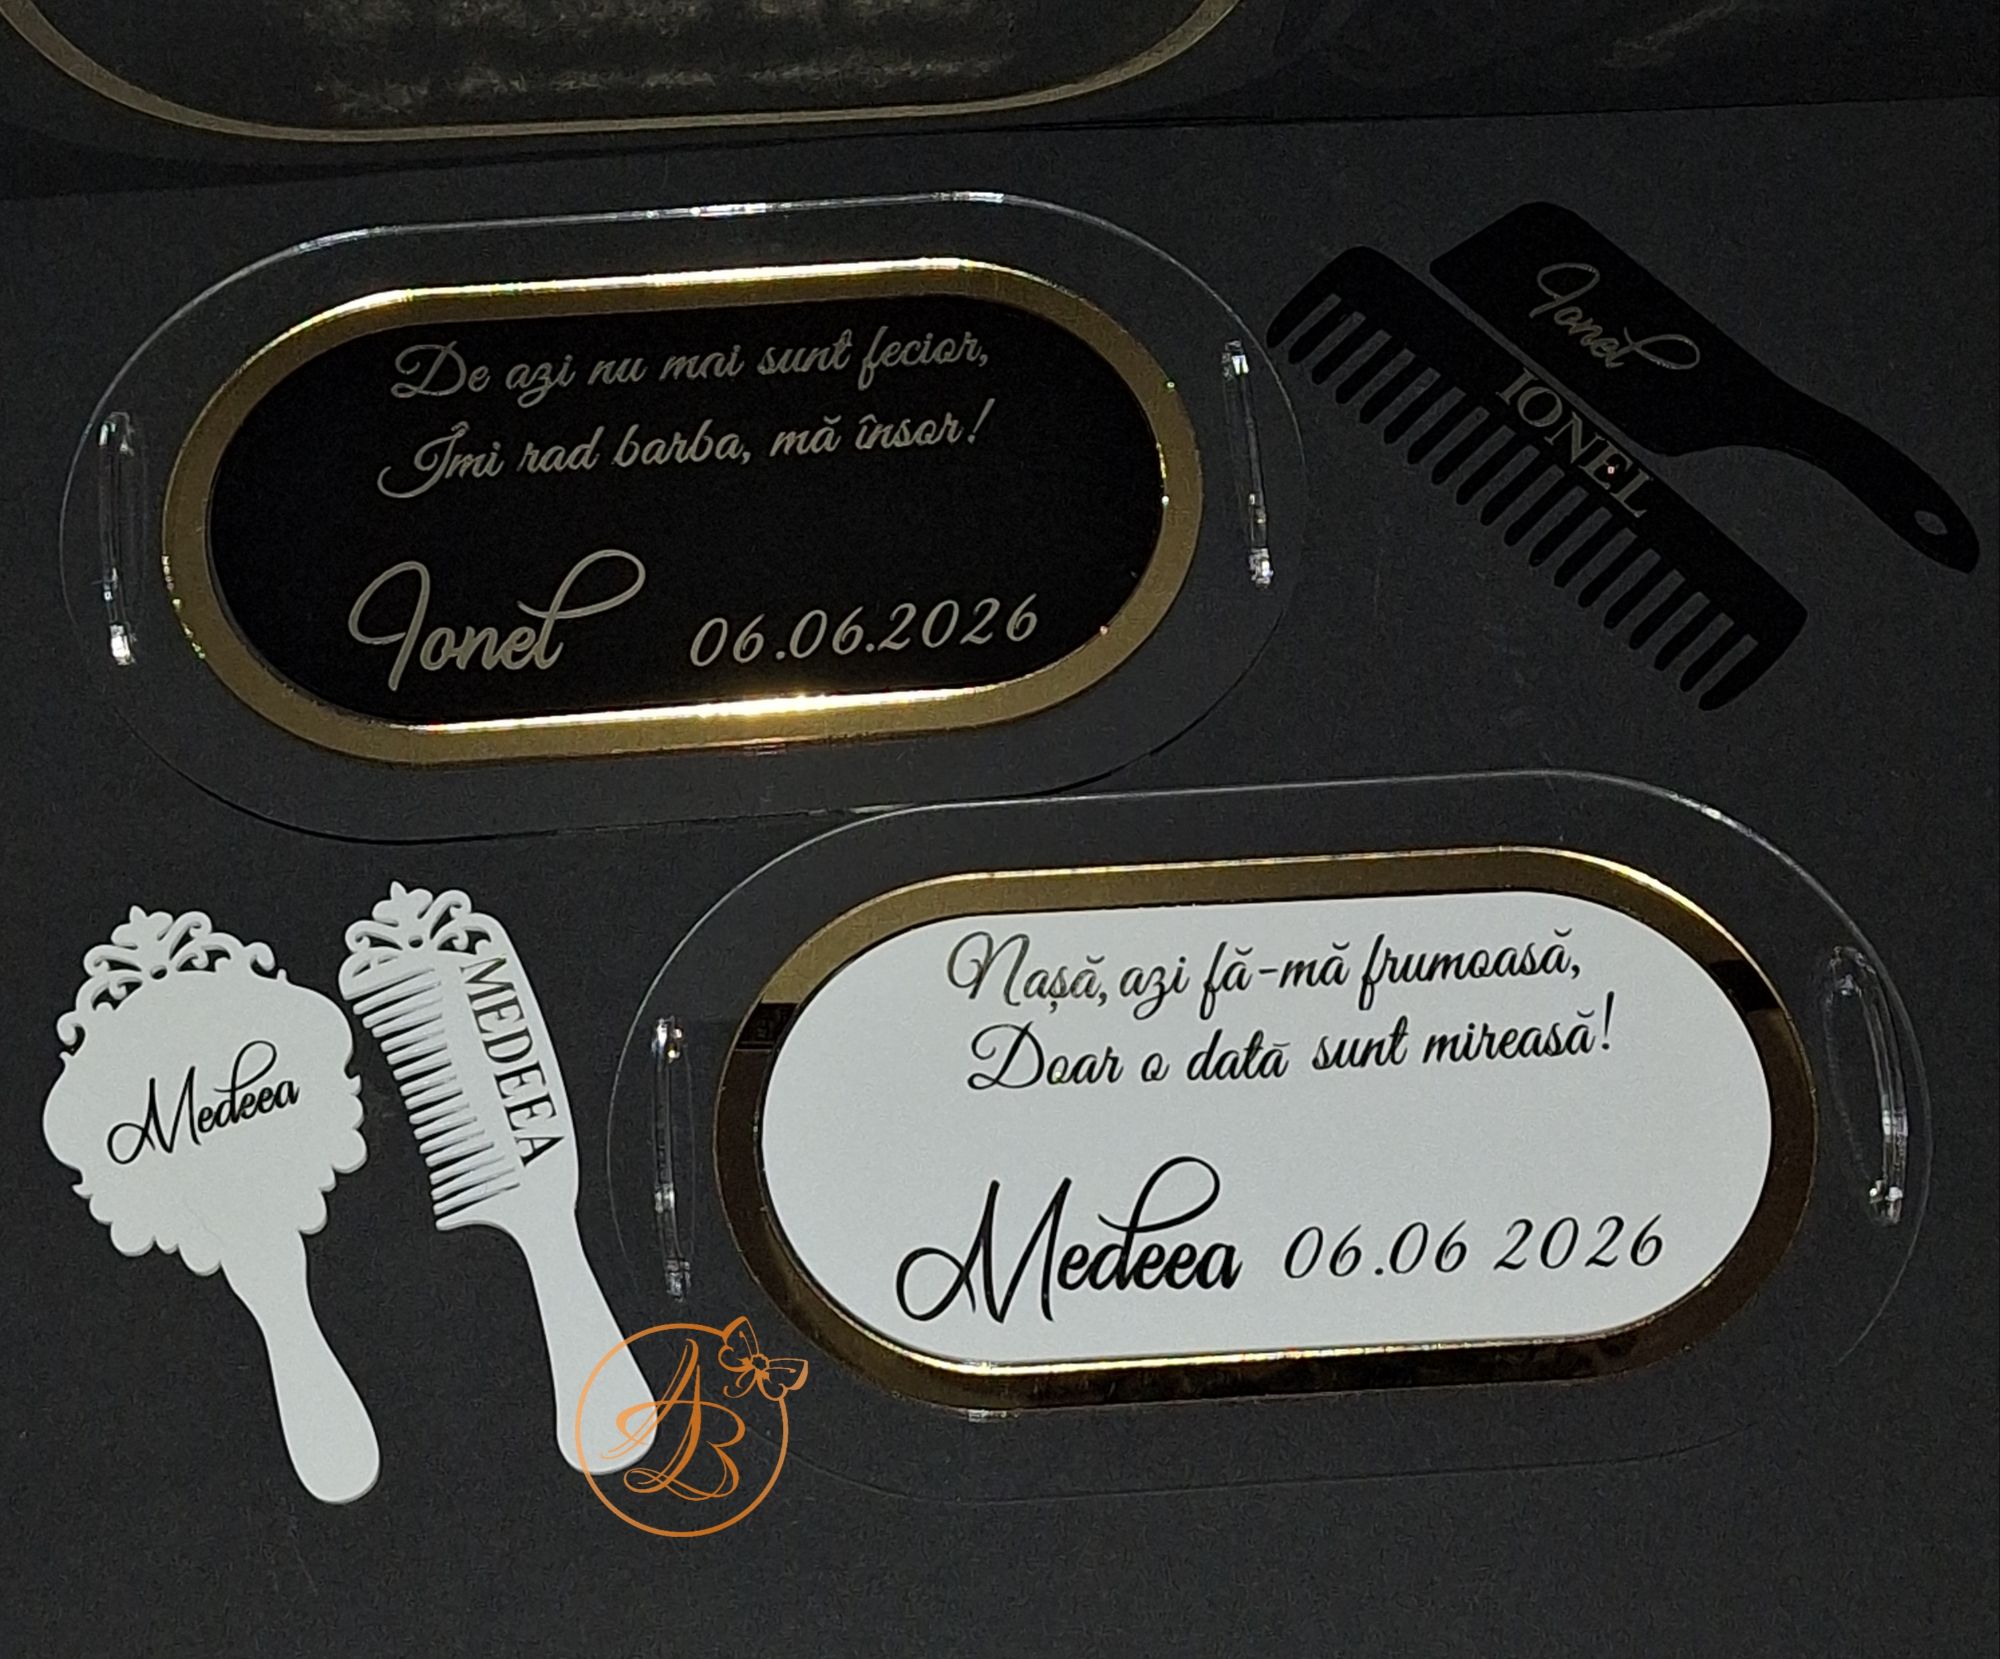 De azi nu mai sunt fecior,
Îmi rad barba, mă însor!
Ionel 06.06.2026
Ionel
IONEL
Nașă, azi fă-mă frumoasă,
Doar o dată sunt mireasă!
Medeea 06.06 2026
Medeea
MEDEEA
AB